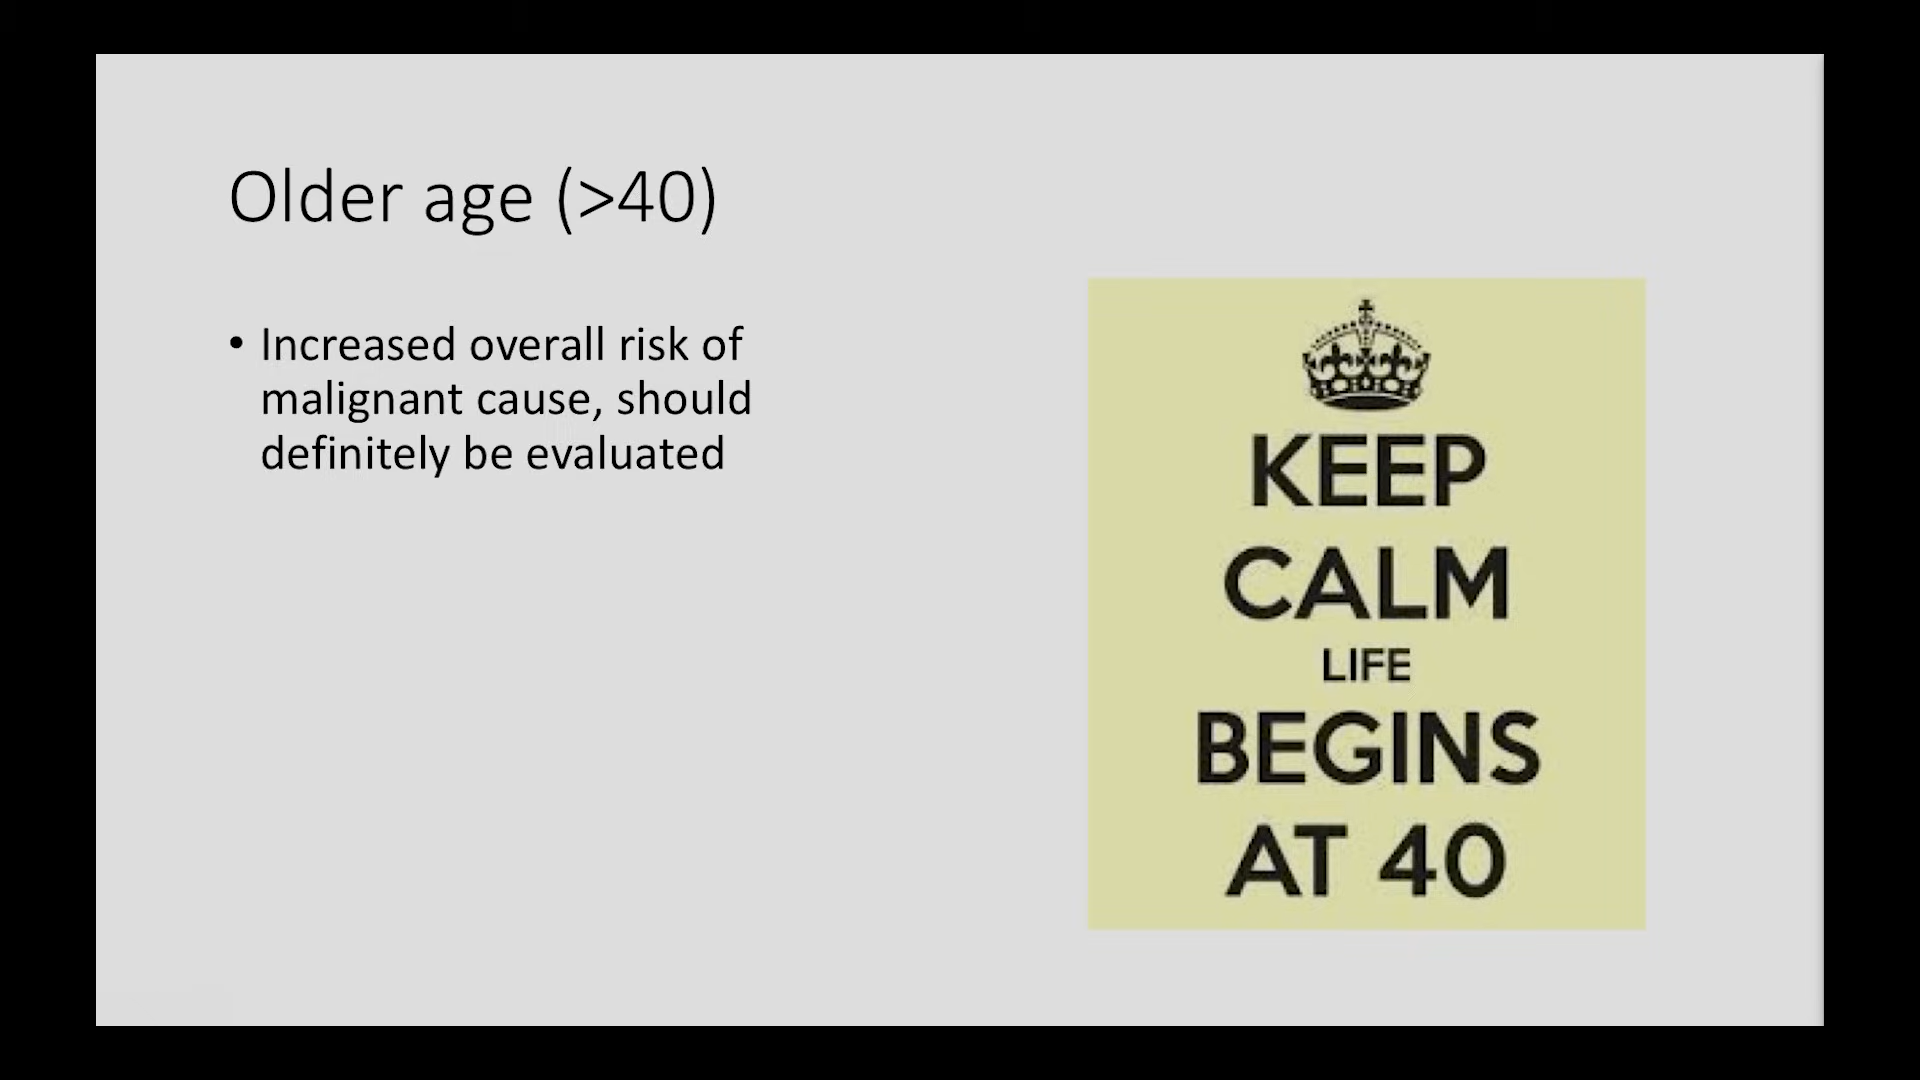 Older age (>40)
• Increased overall risk of
malignant cause, should
definitely be evaluated
KEEP
CALM
LIFE
BEGINS
AT 40